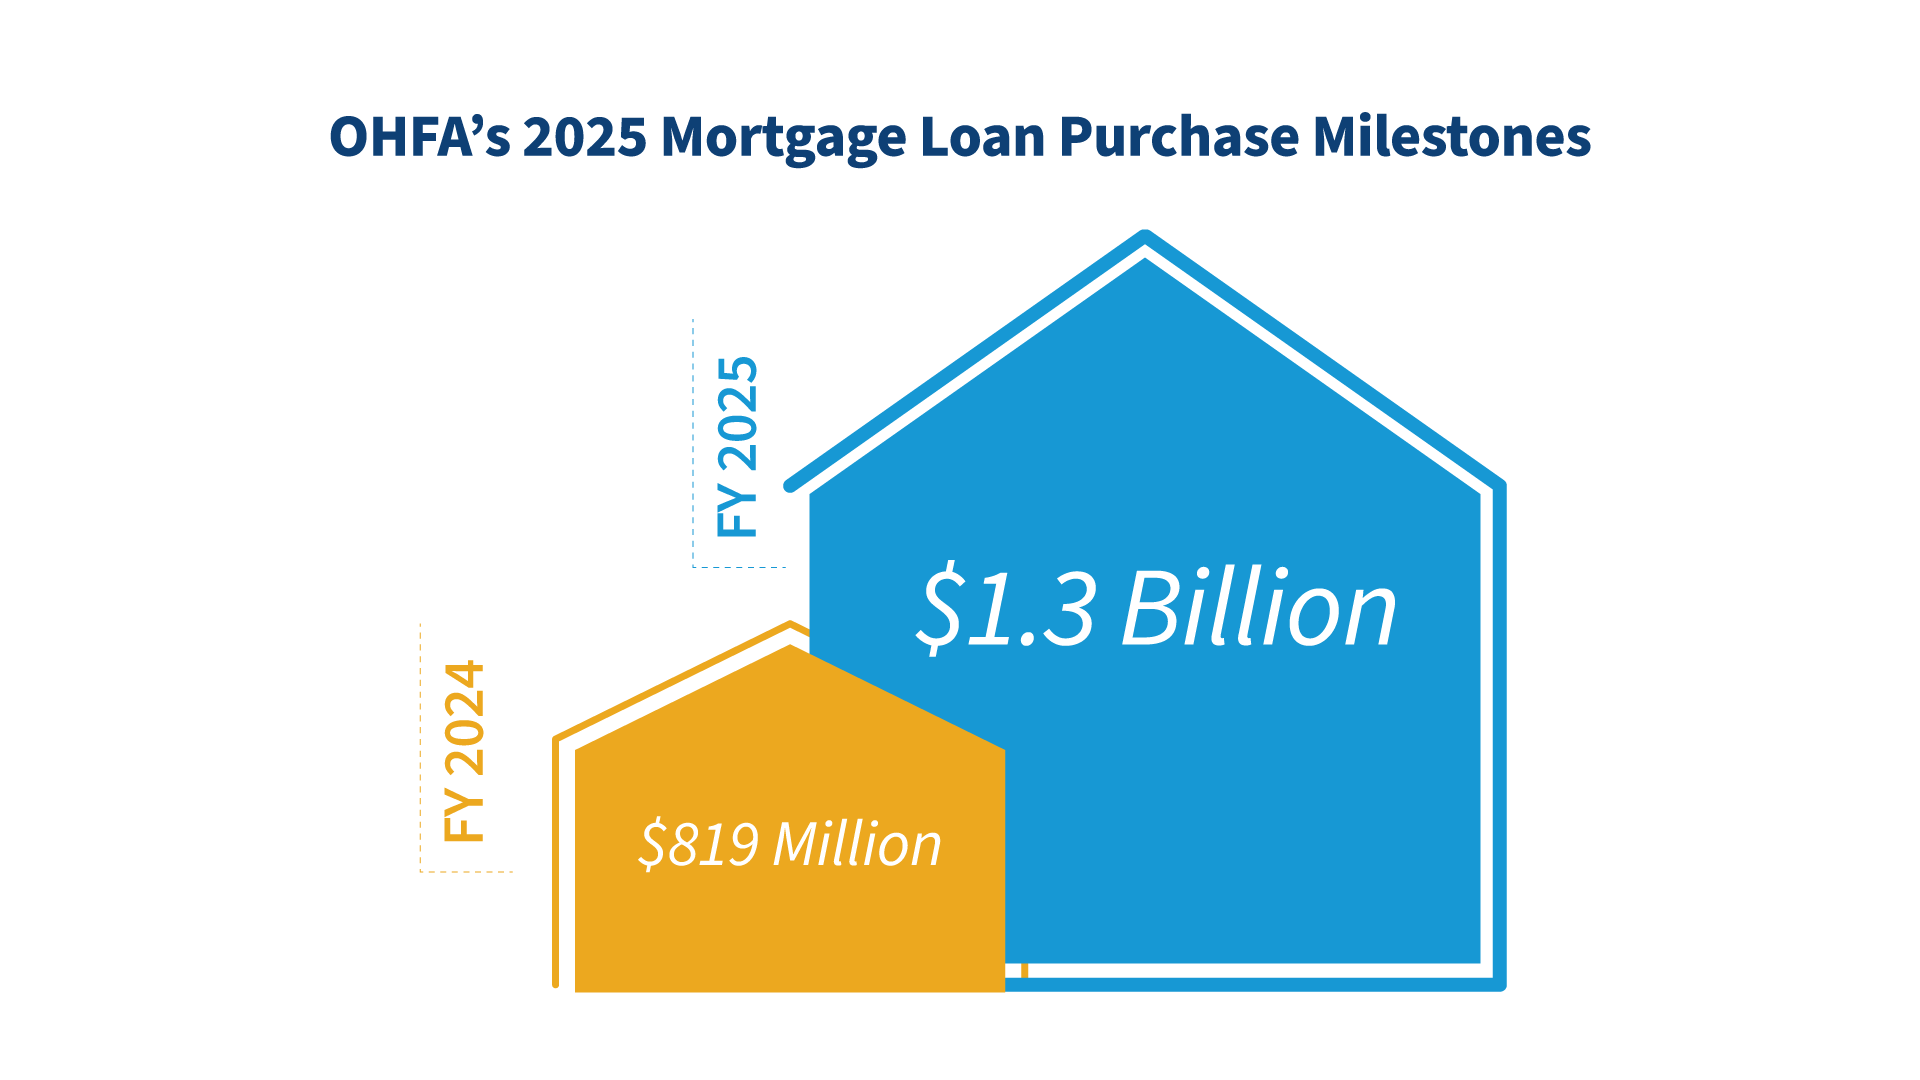 OHFA’s 2025 Mortgage Loan Purchase Milestones
FY 2025
$1.3 Billion
FY 2024
$819 Million